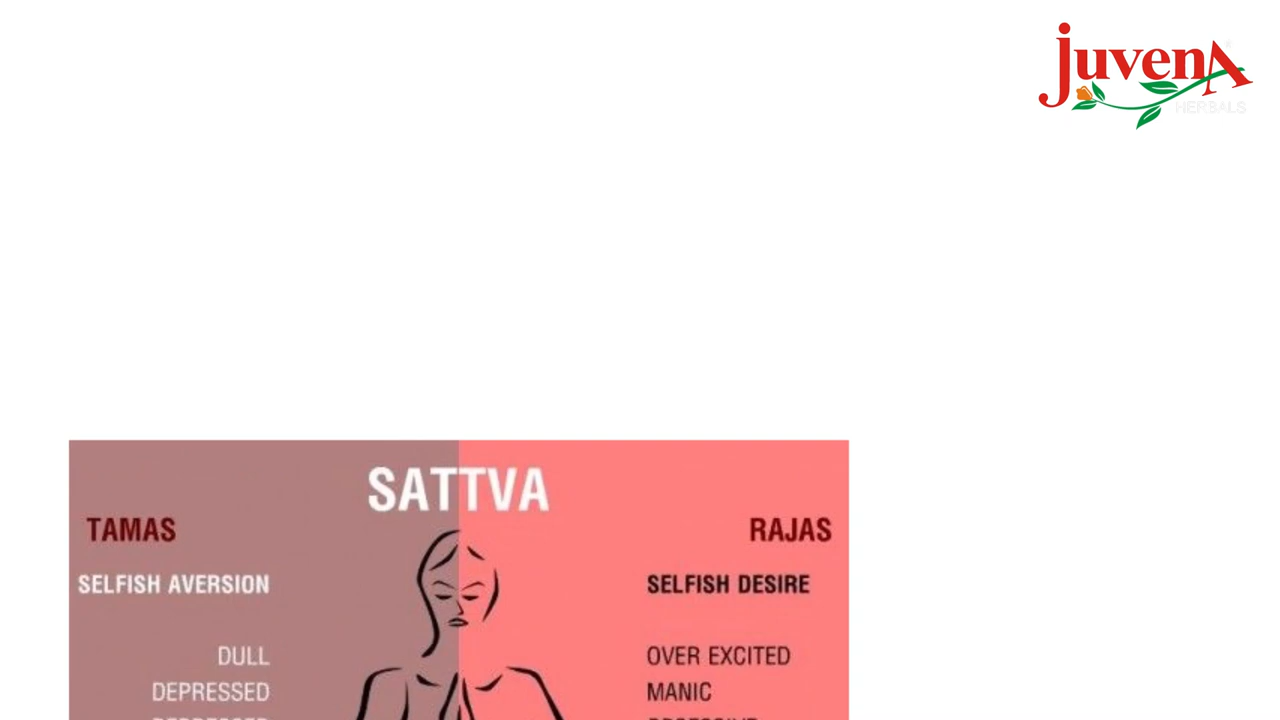 juvenA
HERBALS
SATTVA
TAMAS
RAJAS
SELFISH AVERSION
SELFISH DESIRE
DULL
OVER EXCITED
DEPRESSED
MANIC